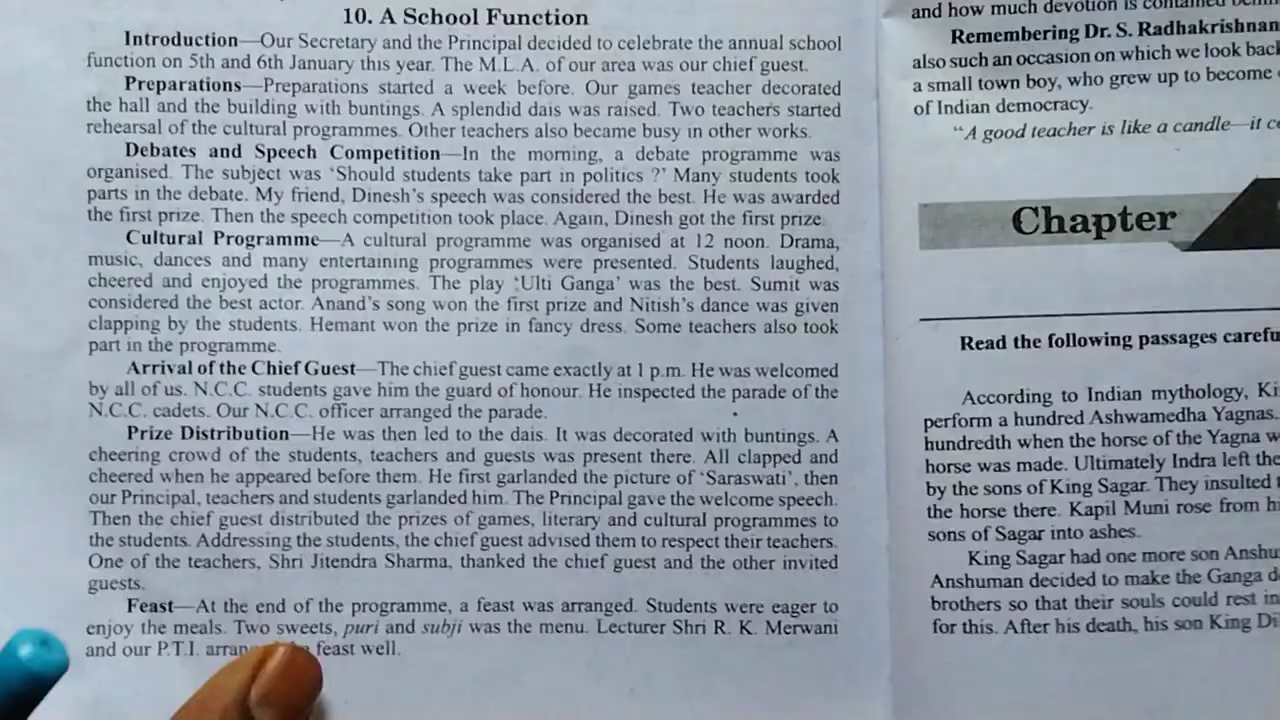 10. A School Function
Introduction—Our Secretary and the Principal decided to celebrate the annual school
function on 5th and 6th January this year. The M.L.A. of our area was our chief guest.
Preparations—Preparations started a week before. Our games teacher decorated
the hall and the building with buntings. A splendid dais was raised. Two teachers started
rehearsal of the cultural programmes. Other teachers also became busy in other works.
Debates and Speech Competition—In the morning, a debate programme was
organised. The subject was ‘Should students take part in politics ?’ Many students took
parts in the debate. My friend, Dinesh’s speech was considered the best. He was awarded
the first prize. Then the speech competition took place. Again, Dinesh got the first prize.
Cultural Programme—A cultural programme was organised at 12 noon. Drama,
music, dances and many entertaining programmes were presented. Students laughed,
cheered and enjoyed the programmes. The play ‘Ulti Ganga’ was the best. Sumit was
considered the best actor. Anand’s song won the first prize and Nitish’s dance was given
clapping by the students. Hemant won the prize in fancy dress. Some teachers also took
part in the programme.
Arrival of the Chief Guest—The chief guest came exactly at 1 p.m. He was welcomed
by all of us. N.C.C. students gave him the guard of honour. He inspected the parade of the
N.C.C. cadets. Our N.C.C. officer arranged the parade.
Prize Distribution—He was then led to the dais. It was decorated with buntings. A
cheering crowd of the students, teachers and guests was present there. All clapped and
cheered when he appeared before them. He first garlanded the picture of ‘Saraswati’, then
our Principal, teachers and students garlanded him. The Principal gave the welcome speech.
Then the chief guest distributed the prizes of games, literary and cultural programmes to
the students. Addressing the students, the chief guest advised them to respect their teachers.
One of the teachers, Shri Jitendra Sharma, thanked the chief guest and the other invited
guests.
Feast—At the end of the programme, a feast was arranged. Students were eager to
enjoy the meals. Two sweets, puri and subji was the menu. Lecturer Shri R. K. Merwani
and our P.T.I. feast well.
and how much devotion is contained
Remembering Dr. S. Radhakrishnan
also such an occasion on which we look back
a small town boy, who grew up to become
of Indian democracy.
“A good teacher is like a candle—it
Chapter
Read the following passages
According to Indian mythology,
perform a hundred Ashwamedha Yagnas.
hundredth when the horse of the Yagna
horse was made. Ultimately Indra left the
by the sons of King Sagar. They insulted
the horse there. Kapil Muni rose from
sons of Sagar into ashes.
King Sagar had one more son
Anshuman decided to make the Ganga
brothers so that their souls could rest in
for this. After his death, his son King